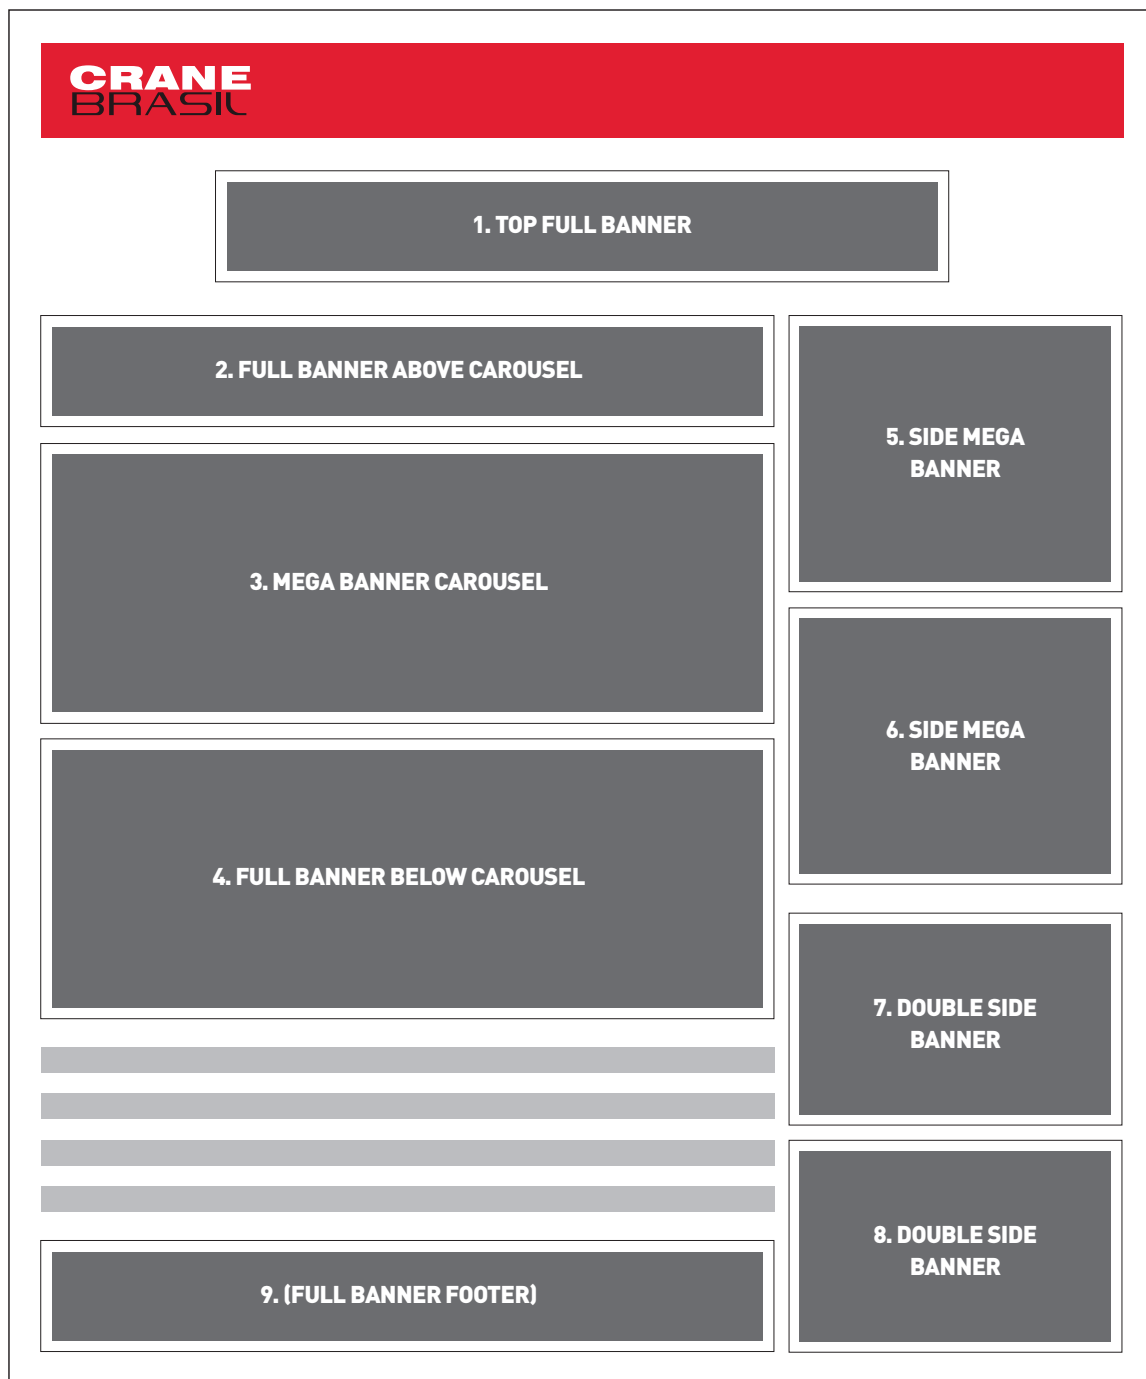 CRANE
BRASIL
1. TOP FULL BANNER
2. FULL BANNER ABOVE CAROUSEL
3. MEGA BANNER CAROUSEL
4. FULL BANNER BELOW CAROUSEL
5. SIDE MEGA
BANNER
6. SIDE MEGA
BANNER
7. DOUBLE SIDE
BANNER
8. DOUBLE SIDE
BANNER
9. (FULL BANNER FOOTER)